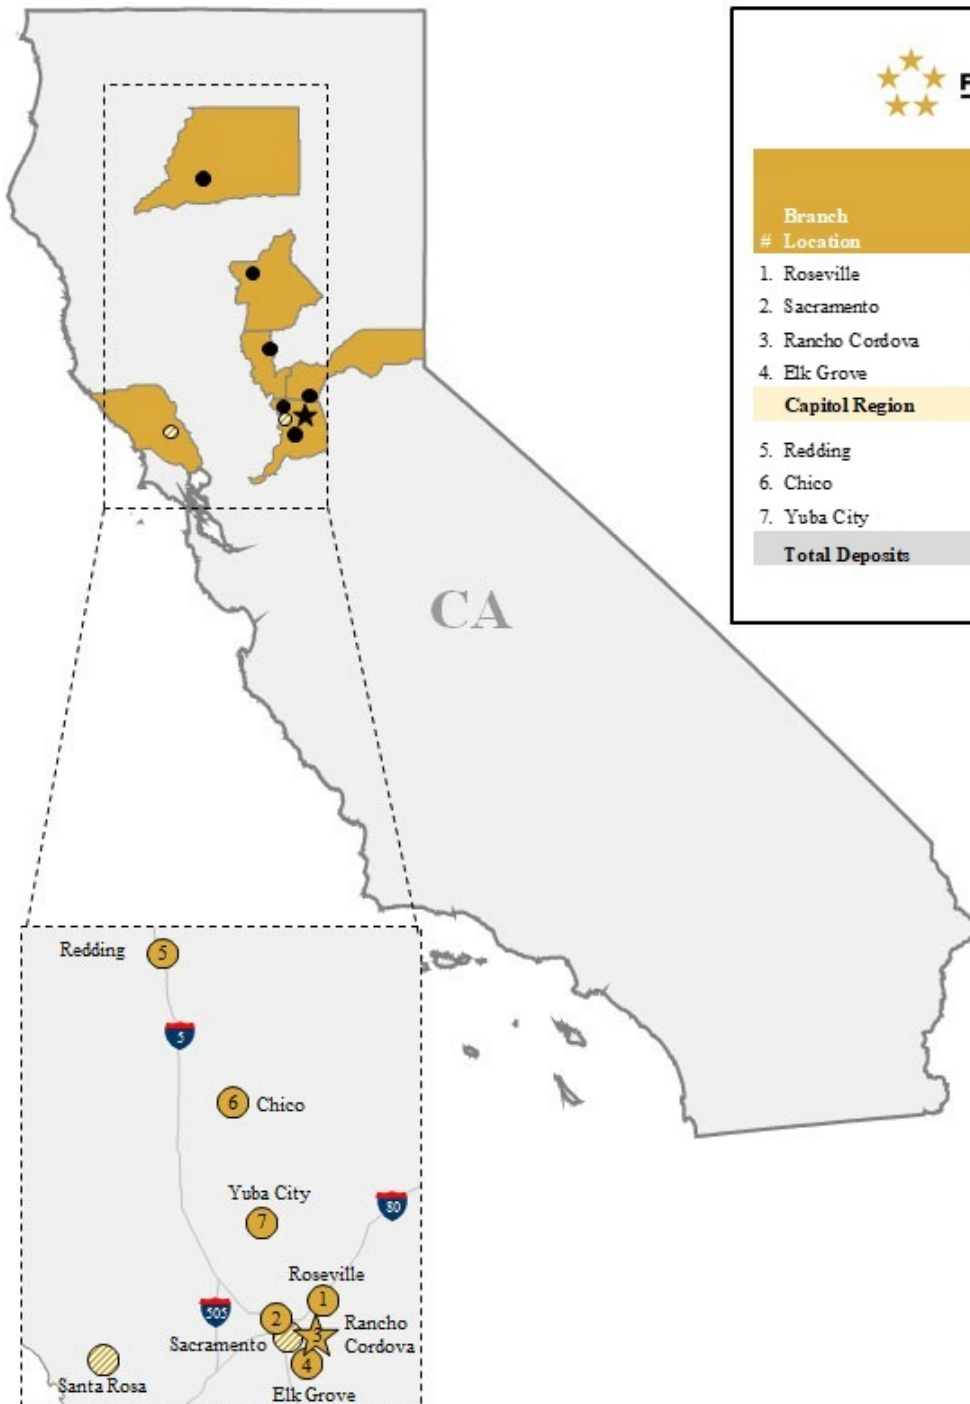 F
Branch
# Location
1. Roseville
2. Sacramento
3. Rancho Cordova
4. Elk Grove
Capitol Region
5. Redding
6. Chico
7. Yuba City
Total Deposits
CA
Redding 5
5
6 Chico
Yuba City
7
80
Roseville
1
505
2
Sacramento
3
Rancho
Cordova
4
Santa Rosa
Elk Grove